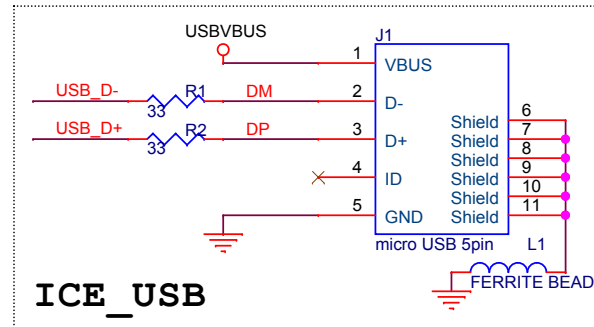 USBVBUS
J1
1
VBUS
USB_D-
R1
33
DM
2
D-
USB_D+
R2
33
DP
3
D+
4
ID
5
GND
Shield
6
Shield
7
Shield
8
Shield
9
Shield
10
Shield
11
micro USB 5pin
L1
FERRITE BEAD
ICE_USB